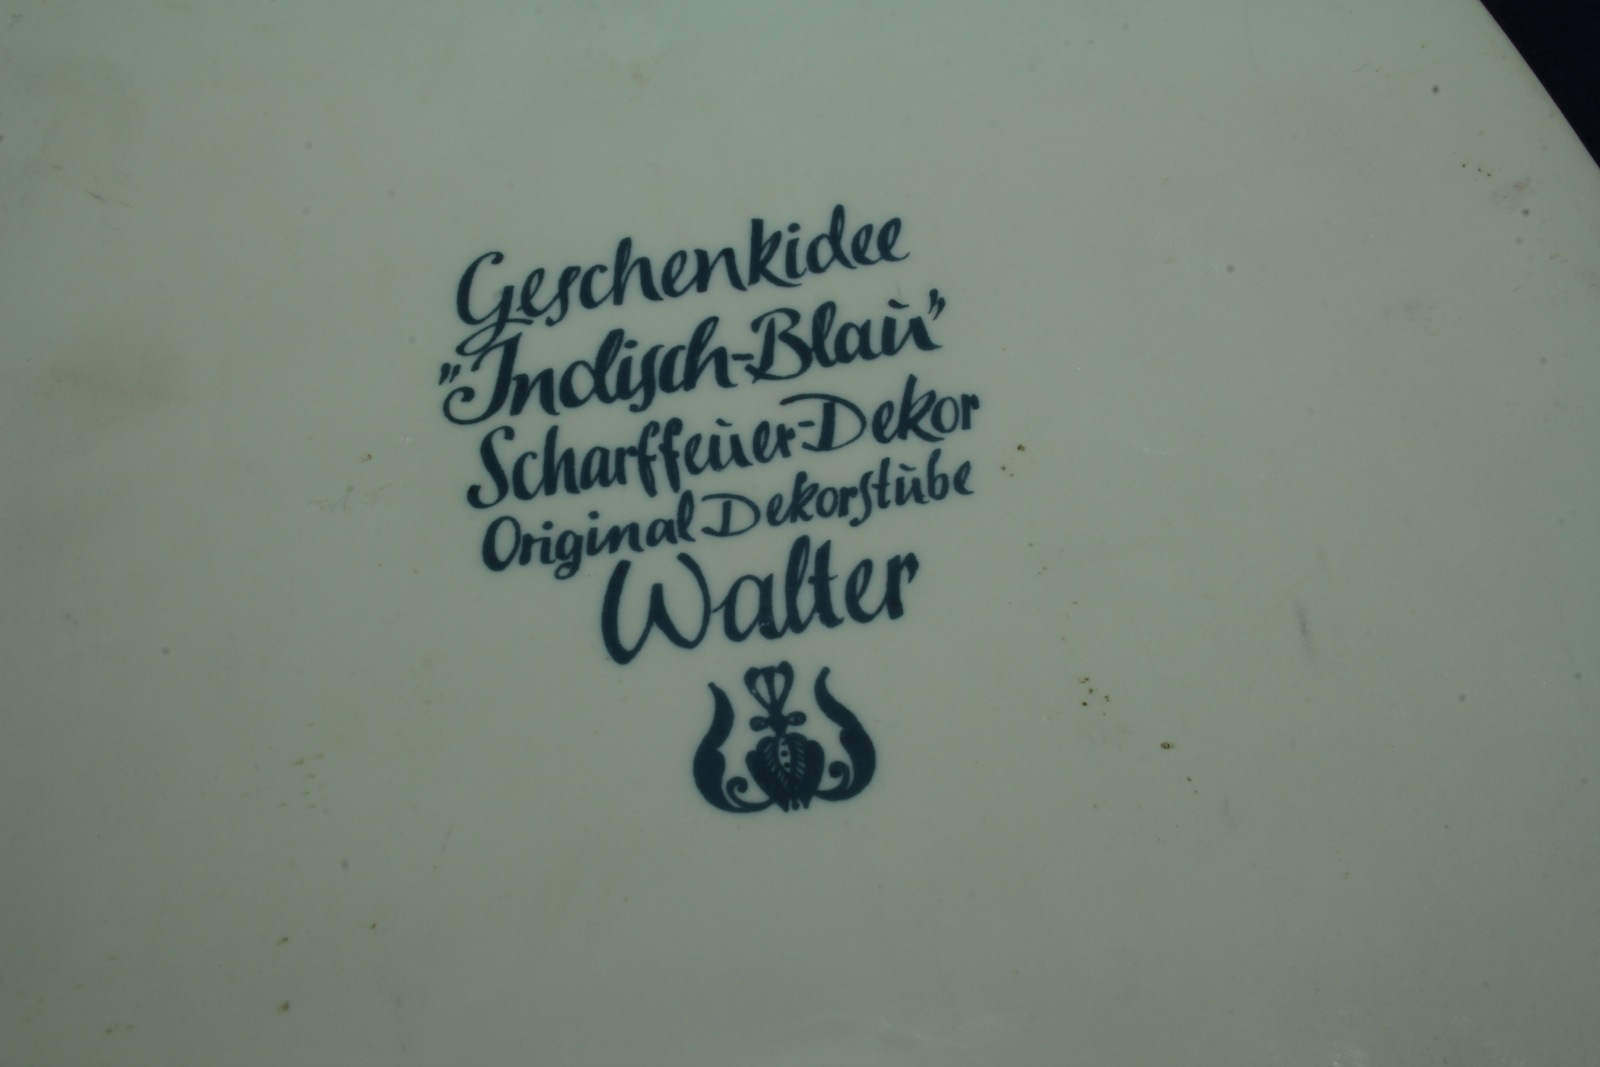 Geschenkidee
"Indisch-Blau"
Scharffeuer-Dekor
Original Dekorstube
Walter